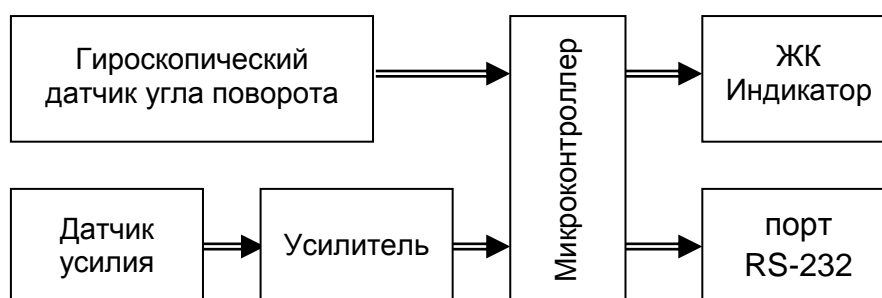 Гироскопический
датчик угла поворота
Микроконтроллер
ЖК
Индикатор
Датчик
усилия
Усилитель
порт
RS-232